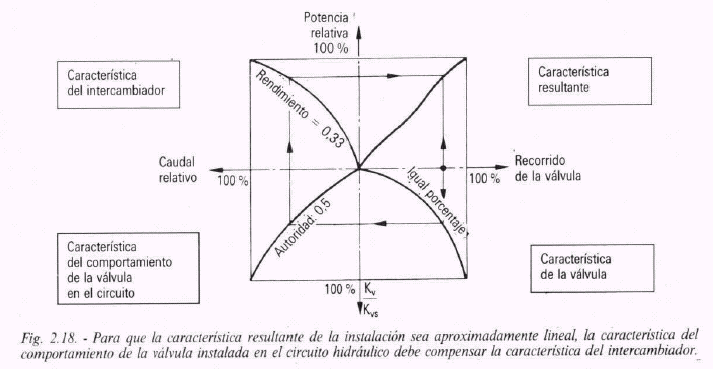 Potencia
relativa
100 %
Característica
del intercambiador
Característica
resultante
Rendimiento = 0,33
Caudal
relativo
100 %
Igual porcentaje
100 %
Recorrido
de la válvula
Autoridad: 0.5
Característica
del comportamiento
de la válvula
en el circuito
Característica
de la válvula
100 %
Kv
Kvs
Fig. 2.18. - Para que la característica resultante de la instalación sea aproximadamente lineal, la característica del
comportamiento de la válvula instalada en el circuito hidráulico debe compensar la característica del intercambiador.